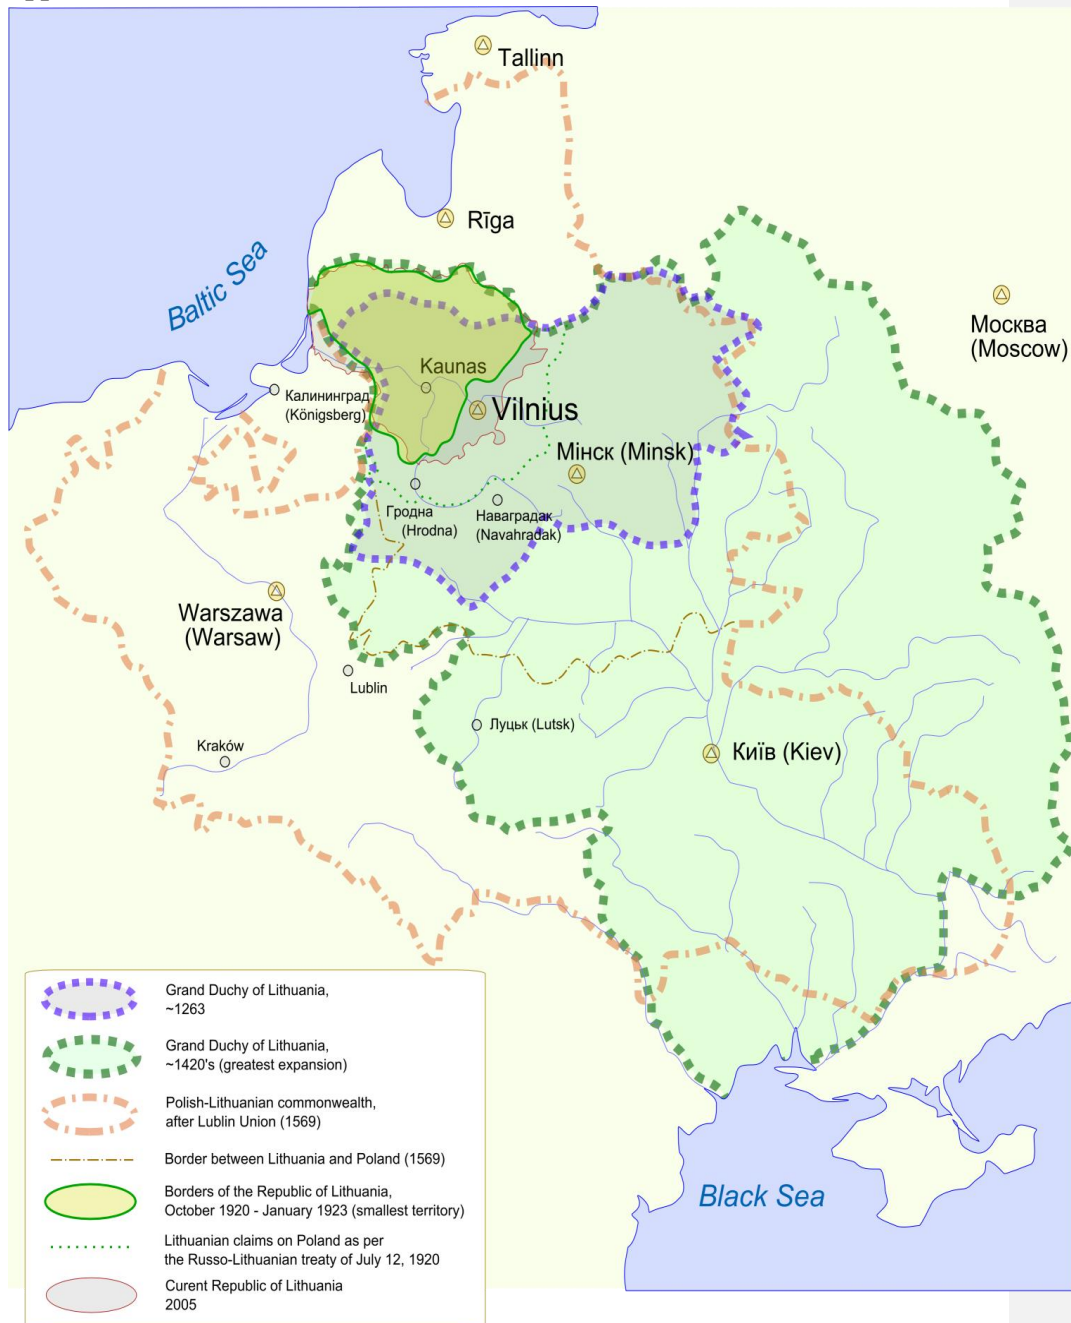 Tallinn
Rīga
Baltic Sea
Москва
(Moscow)
Kaunas
Калининград
(Königsberg)
Vilnius
Мінск (Minsk)
Гродна
(Hrodna)
Наваградак
(Navahradak)
Warszawa
(Warsaw)
Lublin
Луцьк (Lutsk)
Kraków
Київ (Kiev)
Black Sea
Grand Duchy of Lithuania,
~1263
Grand Duchy of Lithuania,
~1420's (greatest expansion)
Polish-Lithuanian commonwealth,
after Lublin Union (1569)
Border between Lithuania and Poland (1569)
Borders of the Republic of Lithuania,
October 1920 - January 1923 (smallest territory)
Lithuanian claims on Poland as per
the Russo-Lithuanian treaty of July 12, 1920
Curent Republic of Lithuania
2005